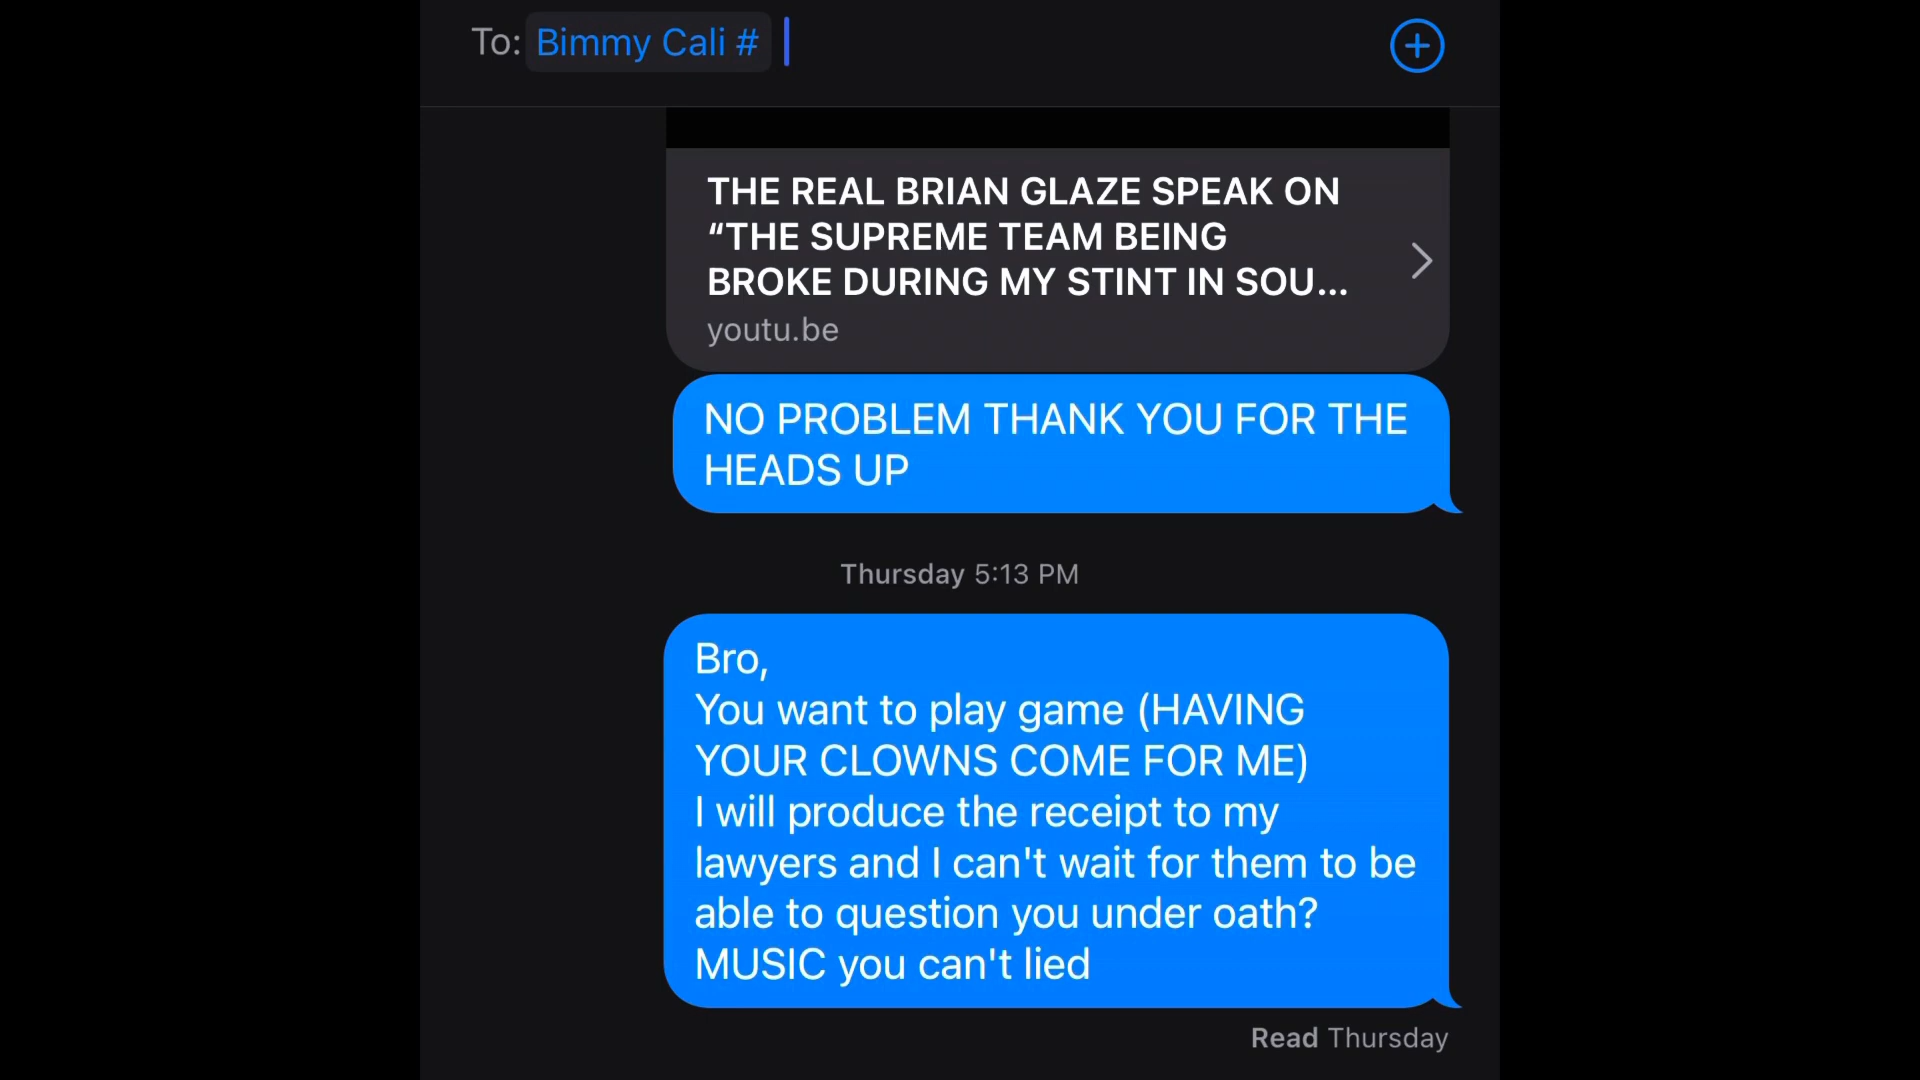 To: Bimmy Cali #
THE REAL BRIAN GLAZE SPEAK ON
“THE SUPREME TEAM BEING
BROKE DURING MY STINT IN SOU...
youtu.be
NO PROBLEM THANK YOU FOR THE
HEADS UP
Thursday 5:13 PM
Bro,
You want to play game (HAVING
YOUR CLOWNS COME FOR ME)
I will produce the receipt to my
lawyers and I can't wait for them to be
able to question you under oath?
MUSIC you can't lied
Read Thursday